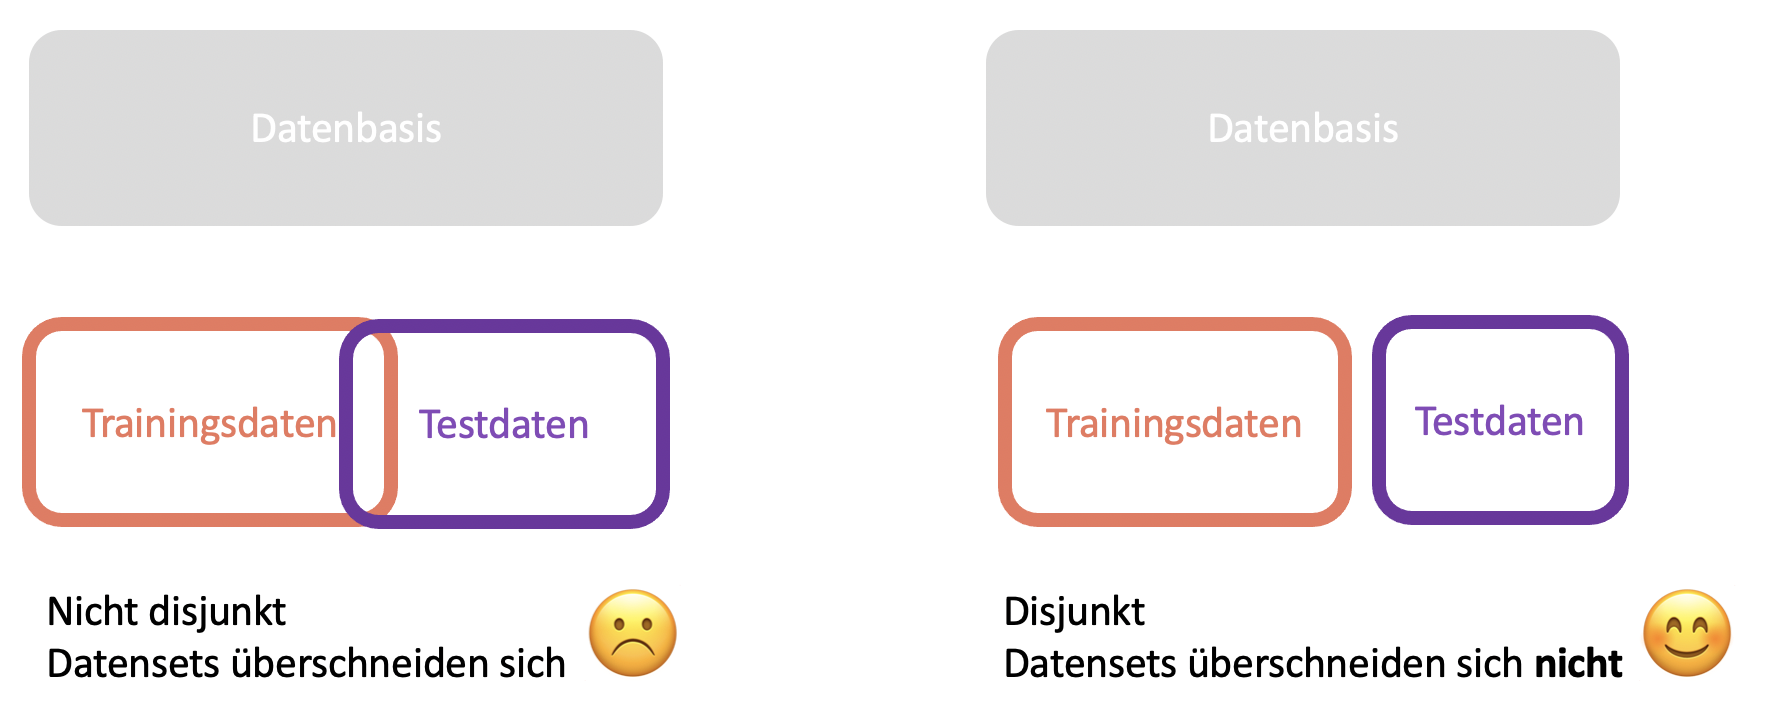 Datenbasis
Trainingsdaten
Testdaten
Nicht disjunkt
Datensets überschneiden sich
Datenbasis
Trainingsdaten
Testdaten
Disjunkt
Datensets überschneiden sich nicht